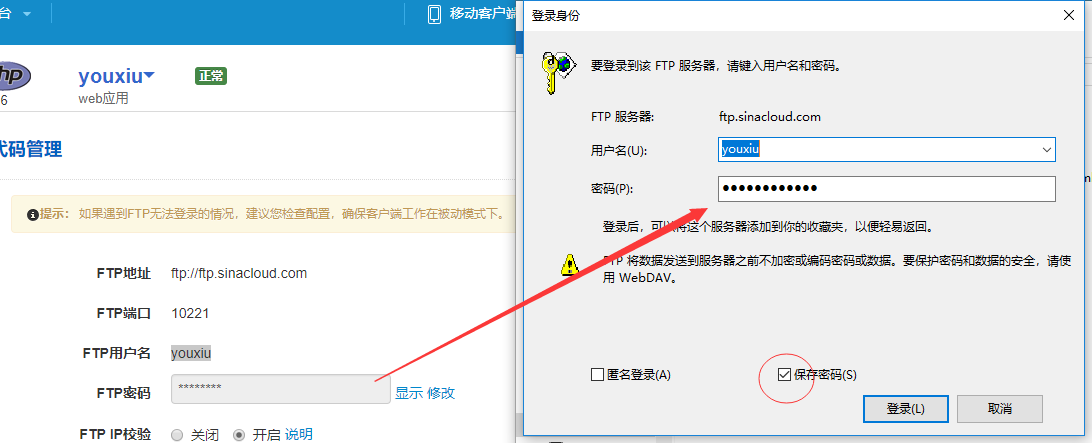 台
移动客户端
hp
6
youxiu
正常
web应用
代码管理
提示： 如果遇到FTP无法登录的情况，建议您检查配置，确保客户端工作在被动模式下。
FTP地址 ftp://ftp.sinacloud.com
FTP端口 10221
FTP用户名 youxiu
FTP密码 ******** 显示 修改
FTP IP校验 关闭 开启 说明
登录身份
要登录到该 FTP 服务器，请键入用户名和密码。
FTP 服务器: ftp.sinacloud.com
用户名(U): youxiu
密码(P): ●●●●●●●●●●●●
登录后，可以将这个服务器添加到你的收藏夹，以便轻易返回。
FTP 将数据发送到服务器之前不加密或编码密码或数据。要保护密码和数据的安全，请使
用 WebDAV。
匿名登录(A) 保存密码(S)
登录(L) 取消
m